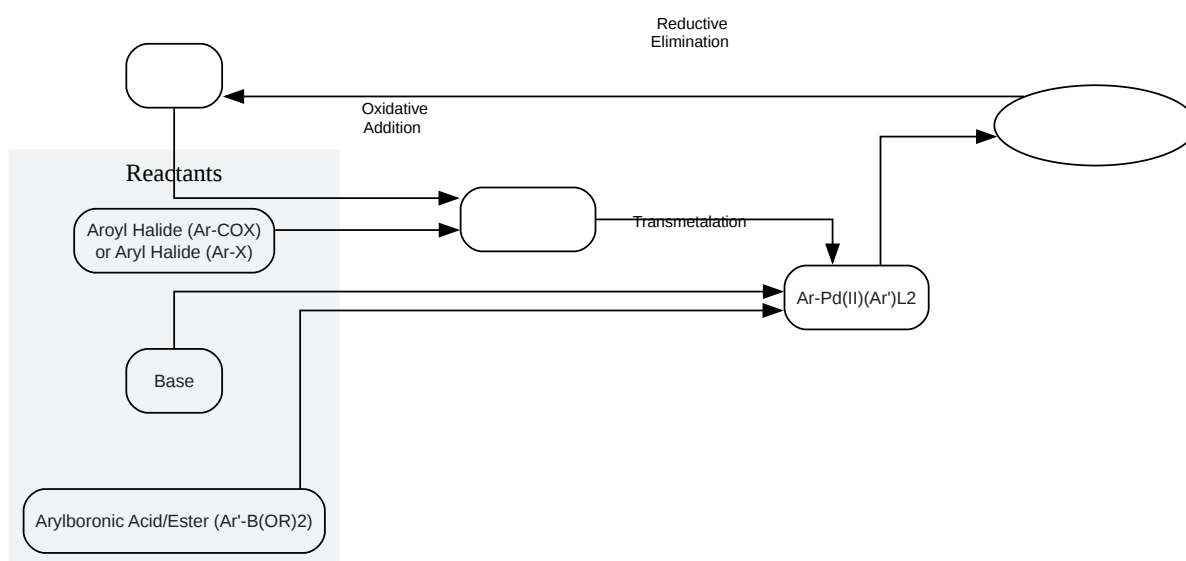 Reductive
Elimination
Oxidative
Addition
Reactants
Aroyl Halide (Ar-COX)
or Aryl Halide (Ar-X)
Transmetalation
Ar-Pd(II)(Ar')L2
Base
Arylboronic Acid/Ester (Ar'-B(OR)2)